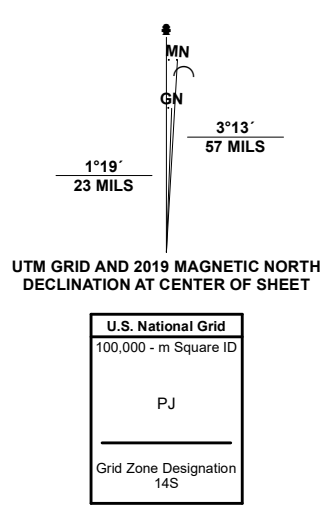 MN
GN
3°13´
57 MILS
1°19´
23 MILS
UTM GRID AND 2019 MAGNETIC NORTH
DECLINATION AT CENTER OF SHEET
U.S. National Grid
100,000 - m Square ID
PJ
Grid Zone Designation
14S